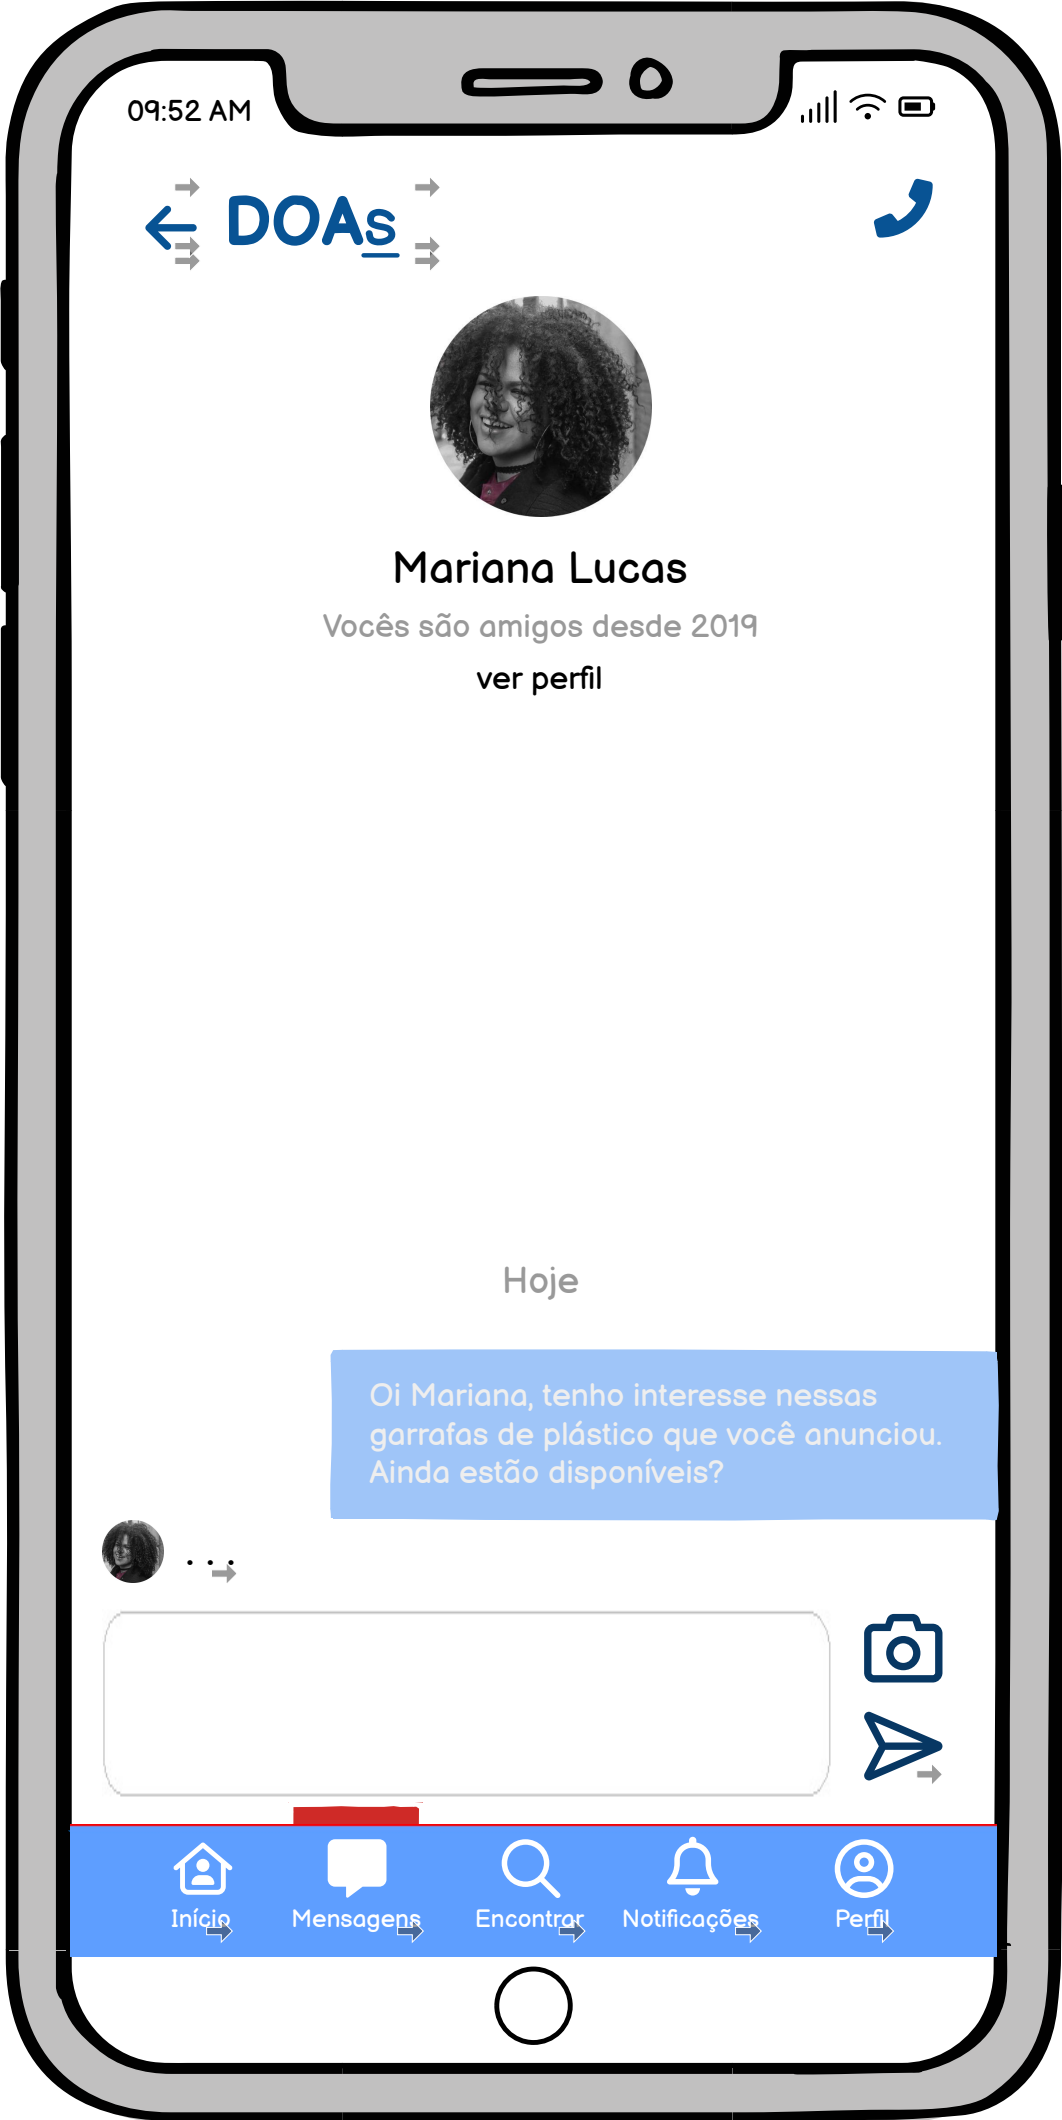 09:52 AM
DOAs
Mariana Lucas
Vocês são amigos desde 2019
ver perfil
Hoje
Oi Mariana, tenho interesse nessas
garrafas de plástico que você anunciou.
Ainda estão disponíveis?
. . .
Início Mensagens Encontrar Notificações Perfil